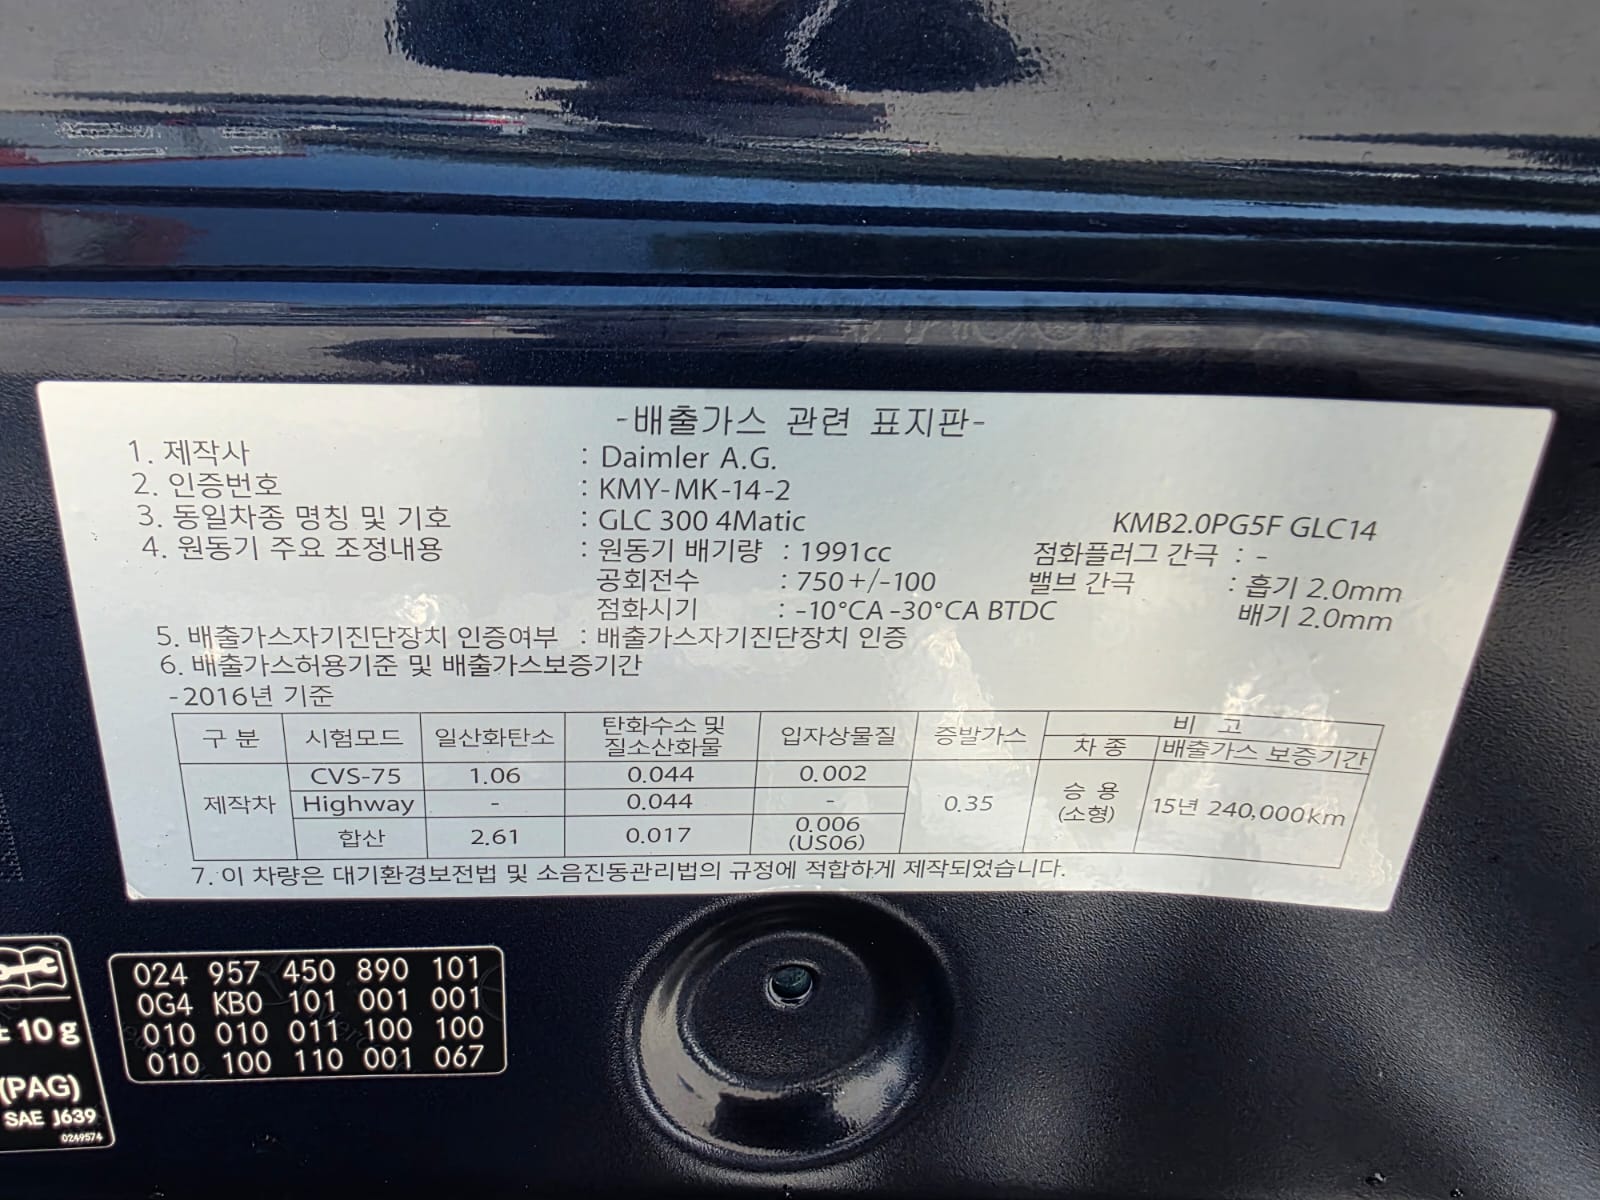 -배출가스 관련 표지판-
1. 제작사 : Daimler A.G.
2. 인증번호 : KMY-MK-14-2
3. 동일차종 명칭 및 기호 : GLC 300 4Matic KMB2.0PG5F GLC14
4. 원동기 주요 조정내용 : 원동기 배기량 : 1991cc 점화플러그 간극 : -
공회전수 : 750+/-100 밸브 간극 : 흡기 2.0mm
점화시기 : -10°CA -30°CA BTDC 배기 2.0mm
5. 배출가스자기진단장치 인증여부 : 배출가스자기진단장치 인증
6. 배출가스허용기준 및 배출가스보증기간
-2016년 기준
구 분 시험모드 일산화탄소 탄화수소 및 질소산화물 입자상물질 증발가스 비 고
차 종 배출가스 보증기간
제작차 CVS-75 1.06 0.044 0.002 0.35 승 용 (소형) 15년 240,000km
Highway - 0.044 -
합산 2.61 0.017 0.006 (US06)
7. 이 차량은 대기환경보전법 및 소음진동관리법의 규정에 적합하게 제작되었습니다.
024 957 450 890 101
0G4 KB0 101 001 001
010 010 011 100 100
010 100 110 001 067
± 10 g
(PAG)
SAE J639
0249574